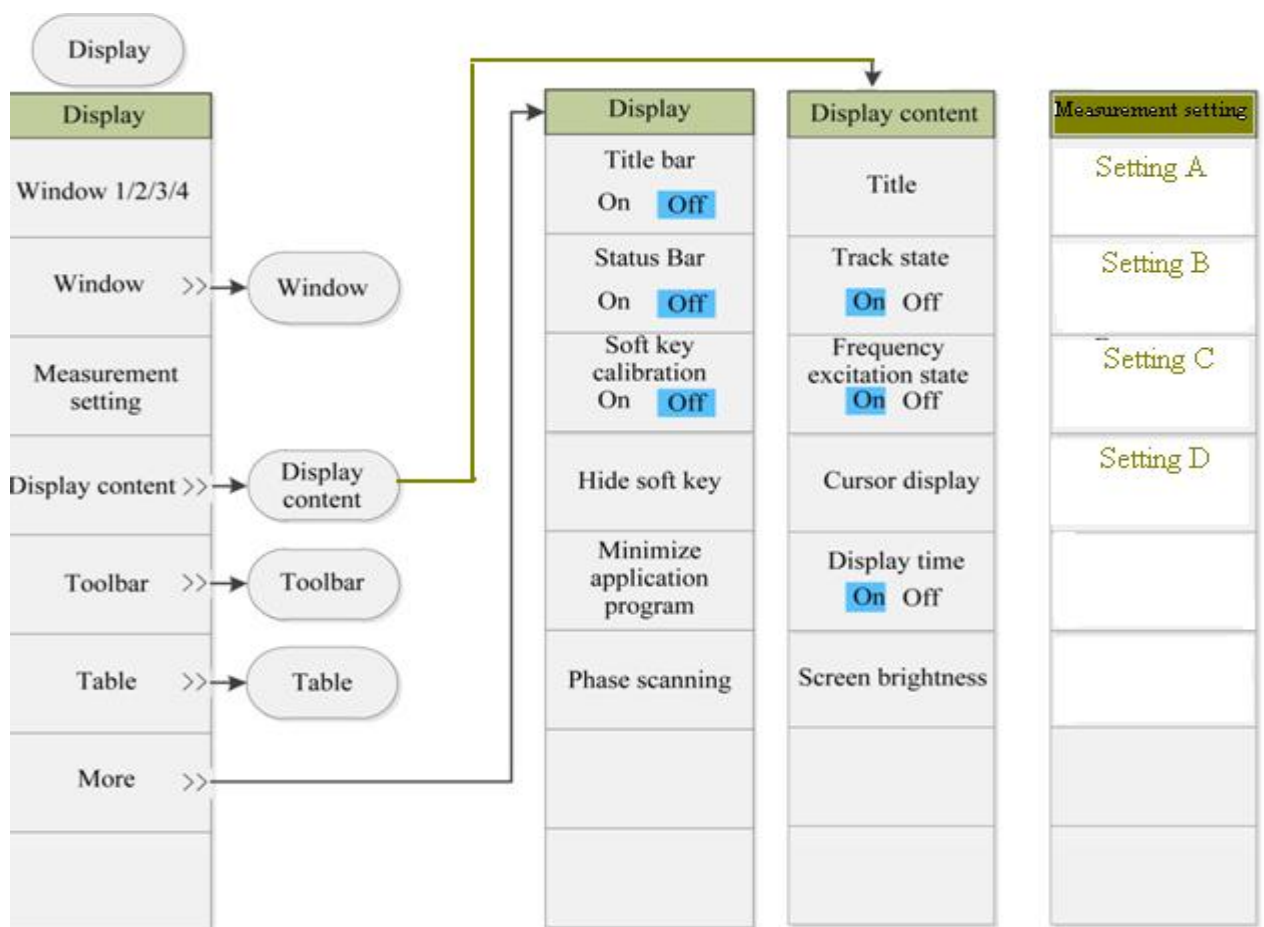 Display
Display
Window 1/2/3/4
Window >>
Window
Measurement
setting
Display content >>
Display
content
Toolbar >>
Toolbar
Table >>
Table
More >>
Display
Title bar
On Off
Status Bar
On Off
Soft key
calibration
On Off
Hide soft key
Minimize
application
program
Phase scanning
Display content
Title
Track state
On Off
Frequency
excitation state
On Off
Cursor display
Display time
On Off
Screen brightness
Measurement setting
Setting A
Setting B
Setting C
Setting D